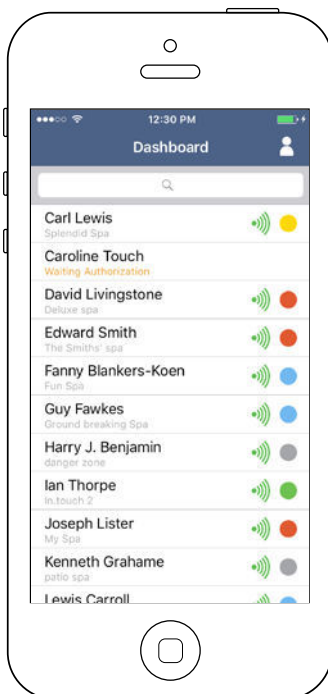 12:30 PM
Dashboard
Carl Lewis
Splendid Spa
Caroline Touch
Waiting Authorization
David Livingstone
Deluxe spa
Edward Smith
The Smiths' spa
Fanny Blankers-Koen
Fun Spa
Guy Fawkes
Ground breaking Spa
Harry J. Benjamin
danger zone
Ian Thorpe
In.touch 2
Joseph Lister
My Spa
Kenneth Grahame
patio spa
Lewis Carroll